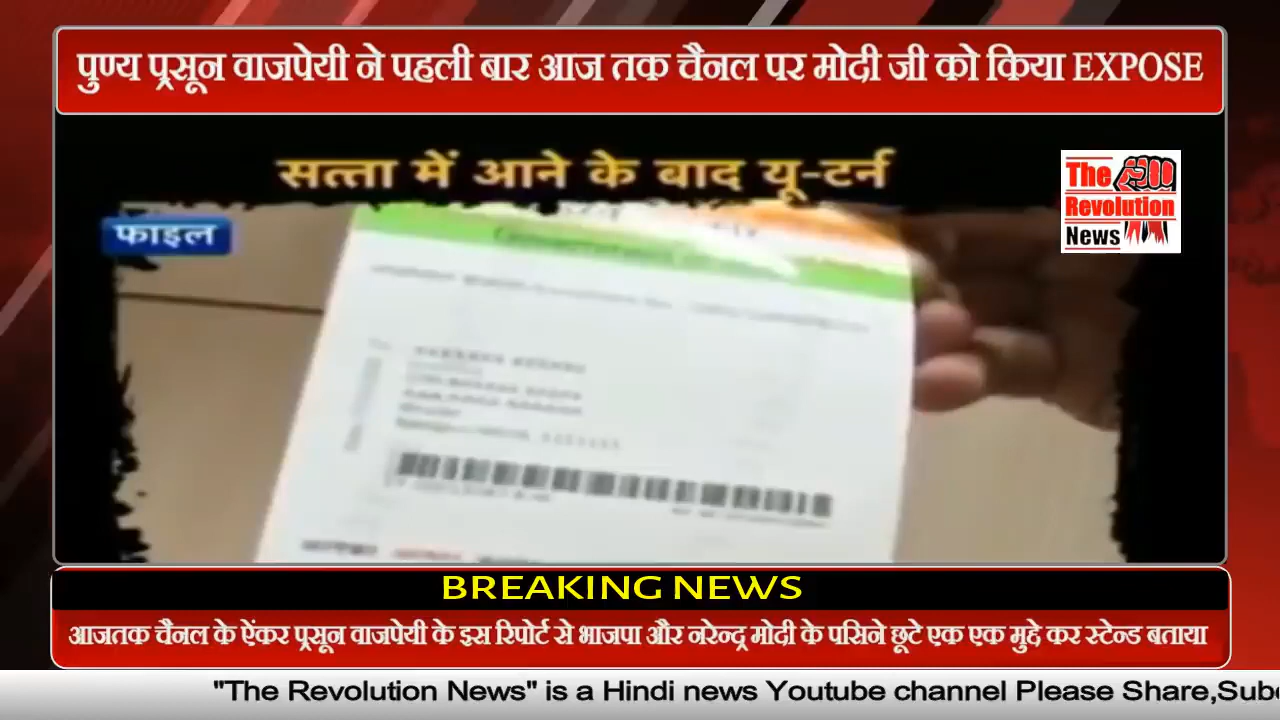 पुण्य प्रसून वाजपेयी ने पहली बार आज तक चैनल पर मोदी जी को किया EXPOSE
सत्ता में आने के बाद यू-टर्न
The
Revolution
News
फाइल
BREAKING NEWS
आजतक चैनल के ऐंकर प्रसून वाजपेयी के इस रिपोर्ट से भाजपा और नरेन्द्र मोदी के पसिने छूटे एक एक मुद्दे कर स्टेन्ड बताया
"The Revolution News" is a Hindi news Youtube channel Please Share,Subs